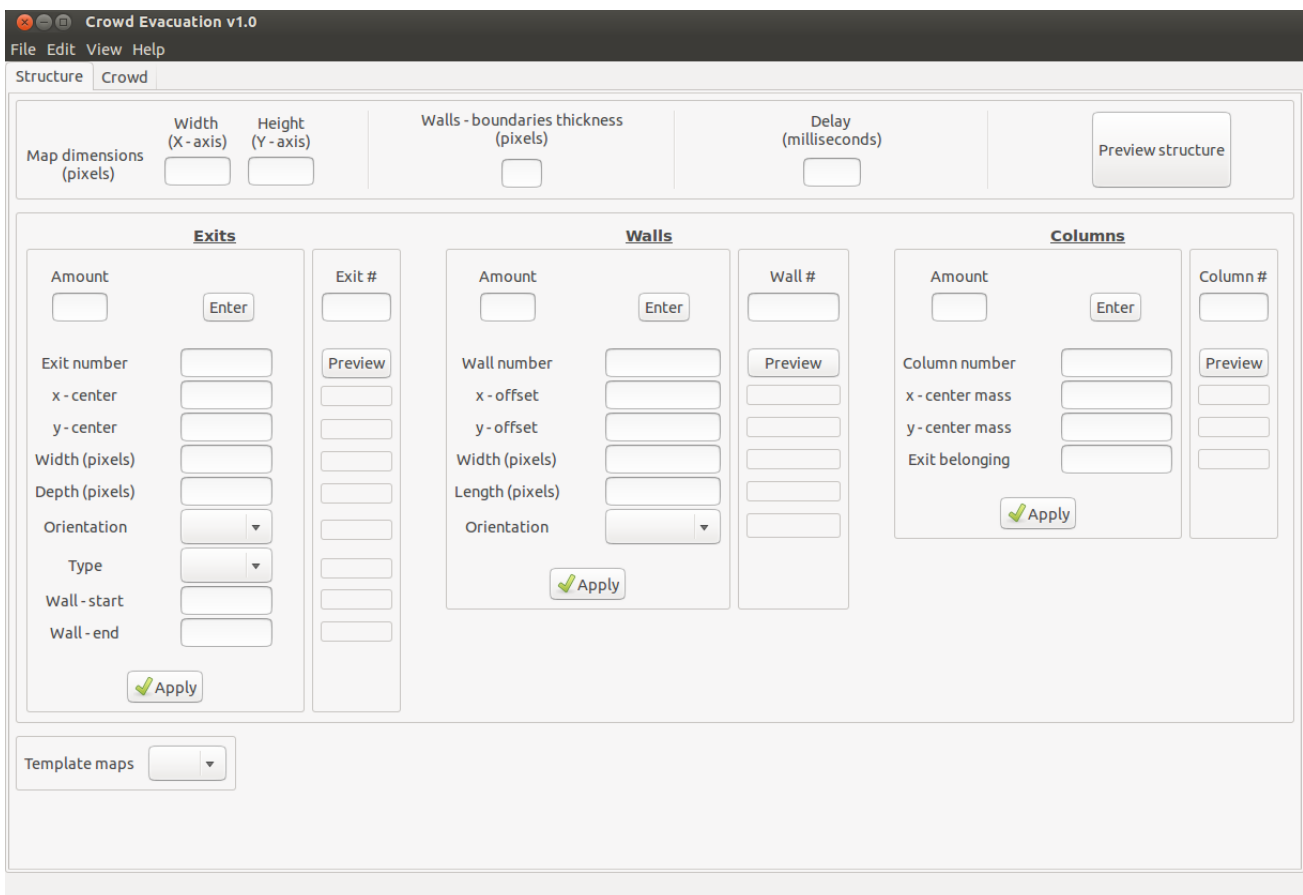 Crowd Evacuation v1.0
File Edit View Help
Structure Crowd
Map dimensions
(pixels)
Width
(X - axis)
Height
(Y - axis)
Walls - boundaries thickness
(pixels)
Delay
(milliseconds)
Preview structure
Exits
Amount
Enter
Exit number
x - center
y - center
Width (pixels)
Depth (pixels)
Orientation
Type
Wall - start
Wall - end
Apply
Exit #
Preview
Walls
Amount
Enter
Wall number
x - offset
y - offset
Width (pixels)
Length (pixels)
Orientation
Apply
Wall #
Preview
Columns
Amount
Enter
Column number
x - center mass
y - center mass
Exit belonging
Apply
Column #
Preview
Template maps